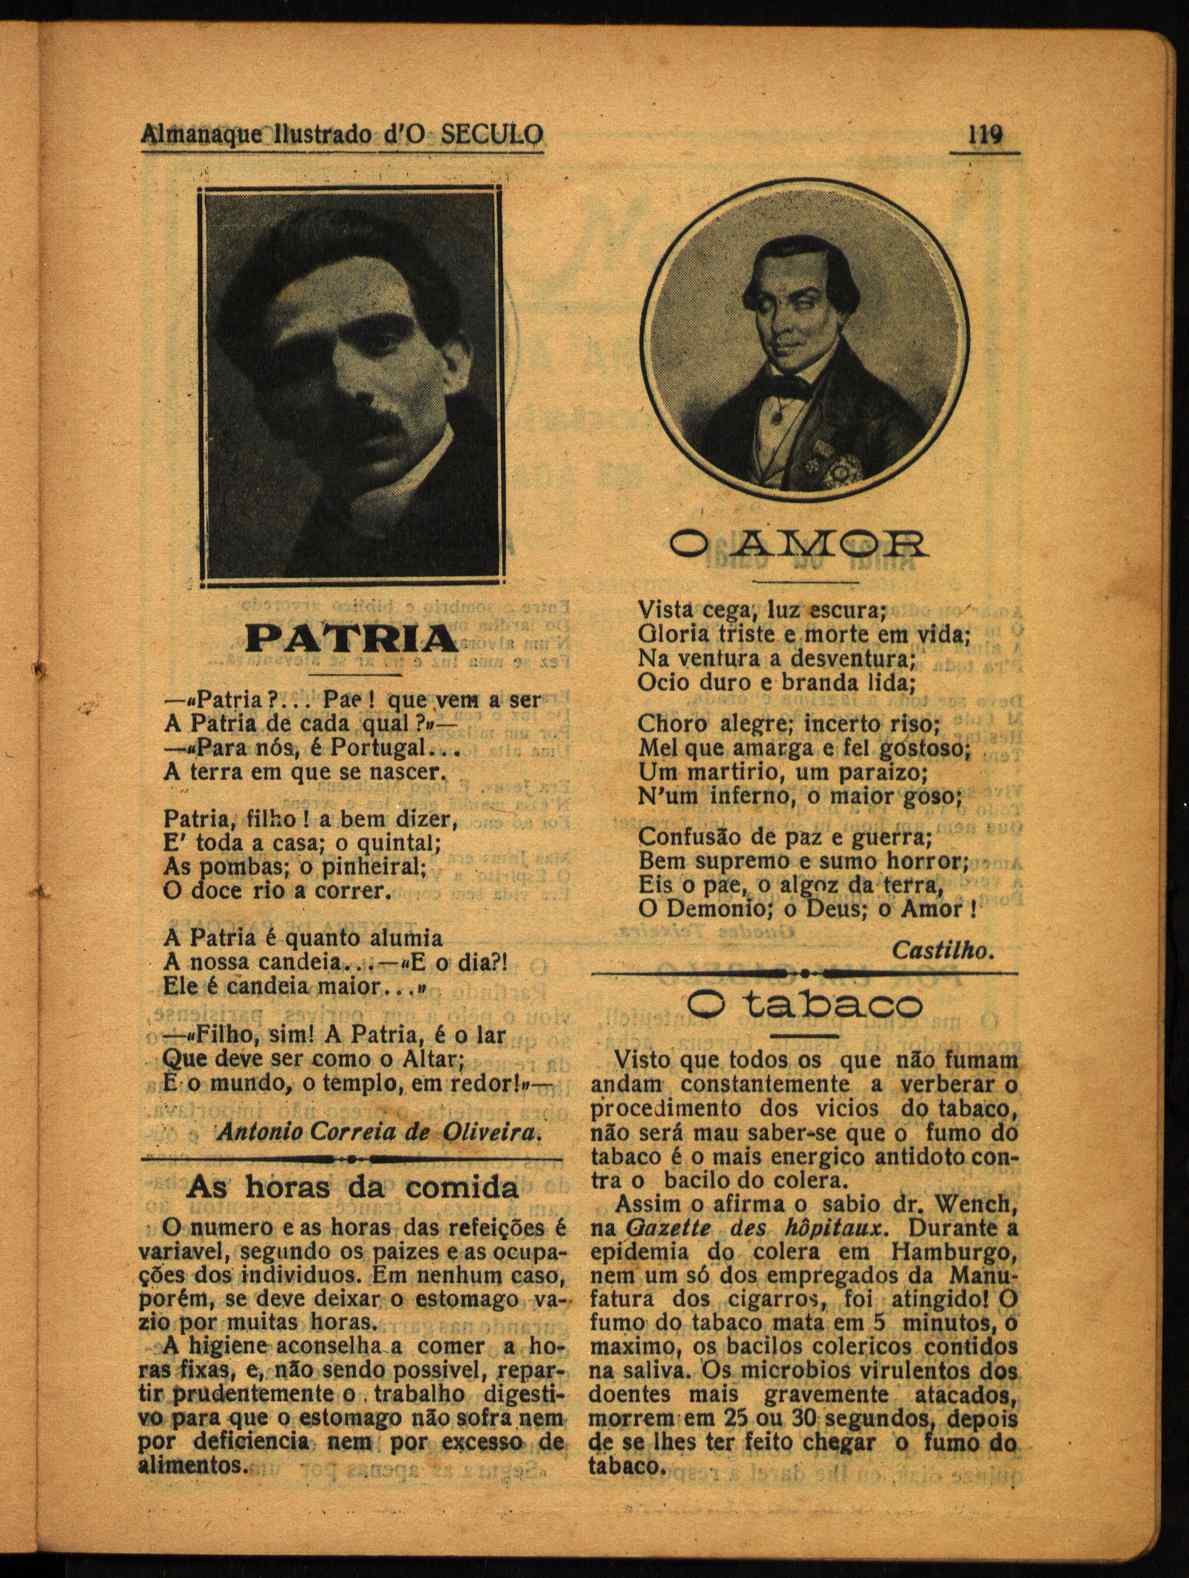 Almanaque Ilustrado d'O SECULO
119
PATRIA
—«Patria?... Pae! que vem a ser
A Patria de cada qual?»—
—«Para nós, é Portugal...
A terra em que se nascer.
Patria, filho! a bem dizer,
E' toda a casa; o quintal;
As pombas; o pinheiral;
O doce rio a correr.
A Patria é quanto alumia
A nossa candeia...—«E o dia?!
Ele é candeia maior...»
—«Filho, sim! A Patria, é o lar
Que deve ser como o Altar;
E o mundo, o templo, em redor!»—
Antonio Correia de Oliveira.
As horas da comida
O numero e as horas das refeições é
variavel, segundo os paizes e as ocupa-
ções dos individuos. Em nenhum caso,
porém, se deve deixar o estomago va-
zio por muitas horas.
A higiene aconselha a comer a ho-
ras fixas, e, não sendo possivel, repar-
tir prudentemente o trabalho digesti-
vo para que o estomago não sofra nem
por deficiencia nem por excesso de
alimentos.
O AMOR
Vista cega; luz escura;
Gloria triste e morte em vida;
Na ventura a desventura;
Ocio duro e branda lida;
Choro alegre; incerto riso;
Mel que amarga e fel gostoso;
Um martirio, um paraizo;
N'um inferno, o maior goso;
Confusão de paz e guerra;
Bem supremo e sumo horror;
Eis o pae, o algoz da terra,
O Demonio; o Deus; o Amor!
Castilho.
O tabaco
Visto que todos os que não fumam
andam constantemente a verberar o
procedimento dos vicios do tabaco,
não será mau saber-se que o fumo do
tabaco é o mais energico antidoto con-
tra o bacilo do colera.
Assim o afirma o sabio dr. Wench,
na Gazette des hôpitaux. Durante a
epidemia do colera em Hamburgo,
nem um só dos empregados da Manu-
fatura dos cigarros, foi atingido! O
fumo do tabaco mata em 5 minutos, o
maximo, os bacilos colericos contidos
na saliva. Os microbios virulentos dos
doentes mais gravemente atacados,
morrem em 25 ou 30 segundos, depois
de se lhes ter feito chegar o fumo do
tabaco.